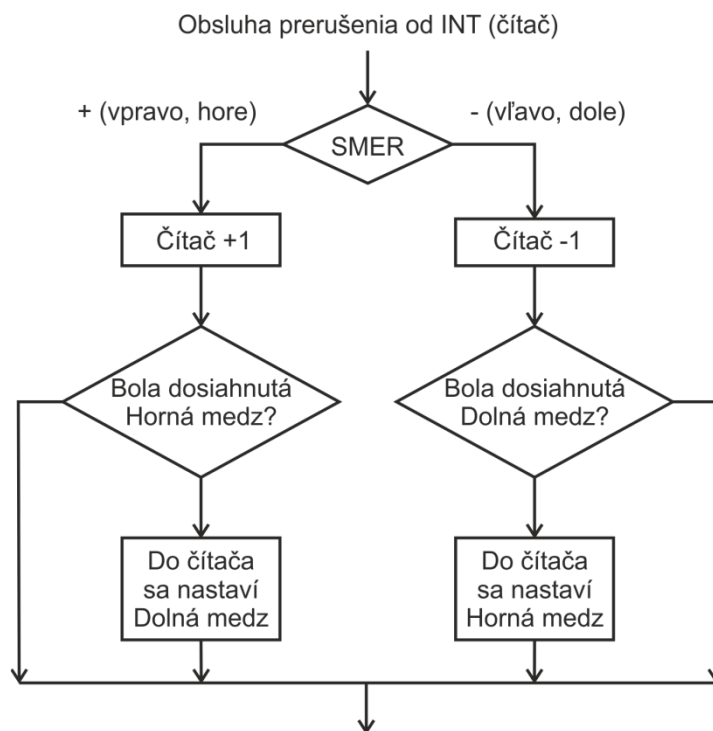 Obsluha prerušenia od INT (čítač)
+ (vpravo, hore)
- (vľavo, dole)
SMER
Čítač +1
Čítač -1
Bola dosiahnutá
Horná medz?
Bola dosiahnutá
Dolná medz?
Do čítača
sa nastaví
Dolná medz
Do čítača
sa nastaví
Horná medz